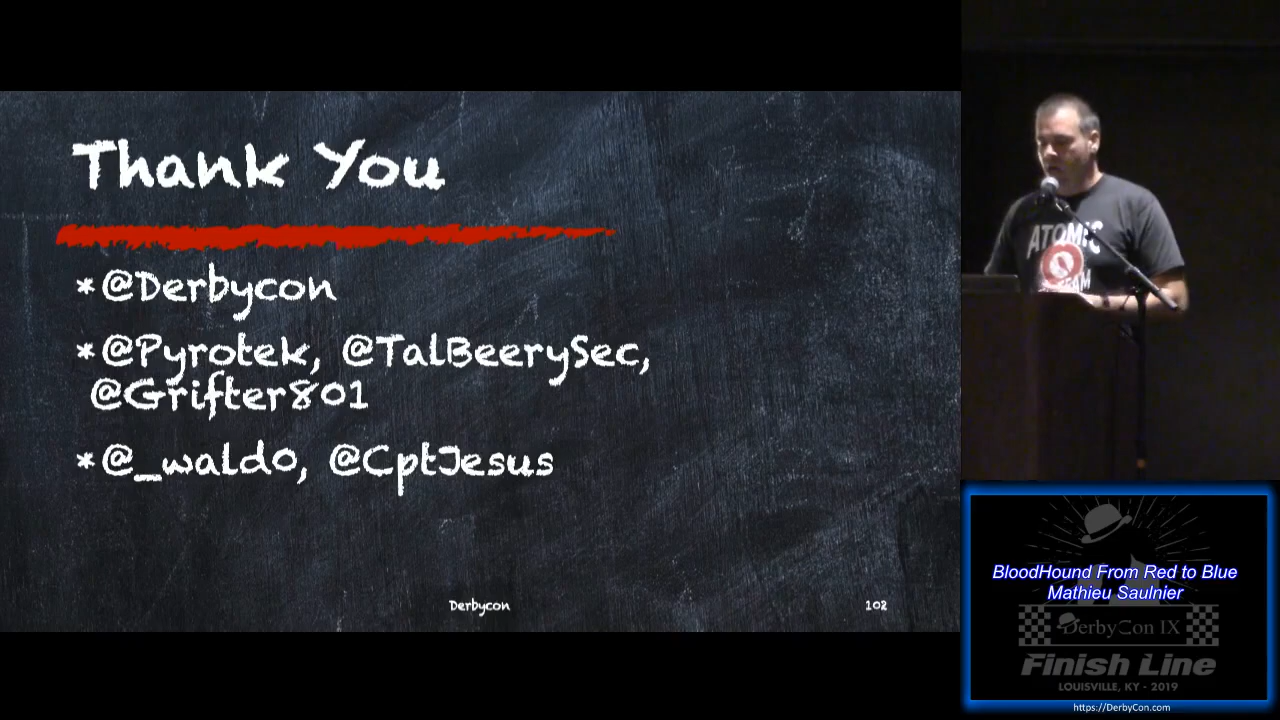 Thank You
*@Derbycon
*@Pyrotek, @TalBeerySec,
@Grifter801
*@_wald0, @CptJesus
Derbycon
102
ATOMIC
BloodHound From Red to Blue
Mathieu Saulnier
DerbyCon IX
Finish Line
LOUISVILLE, KY - 2019
https://DerbyCon.com